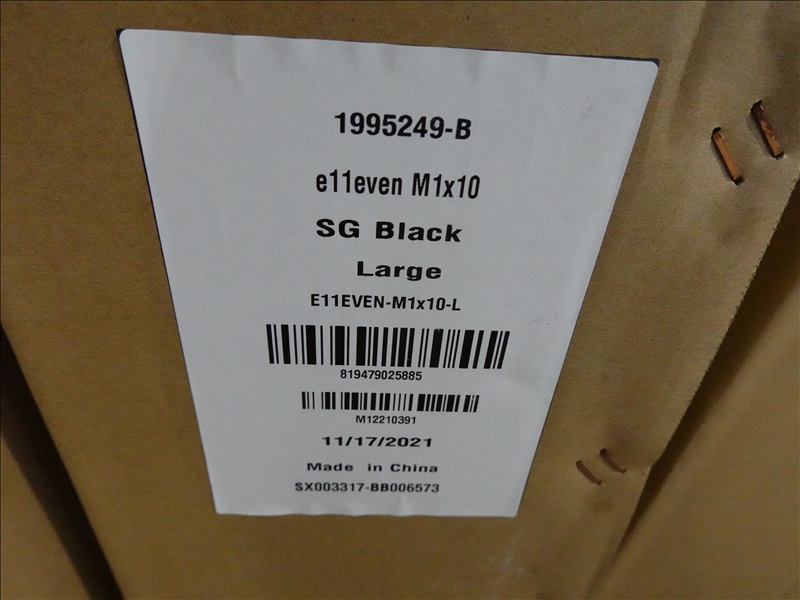 1995249-B
e11even M1x10
SG Black
Large
E11EVEN-M1x10-L
819479025885
M12210391
11/17/2021
Made in China
SX003317-BB006573